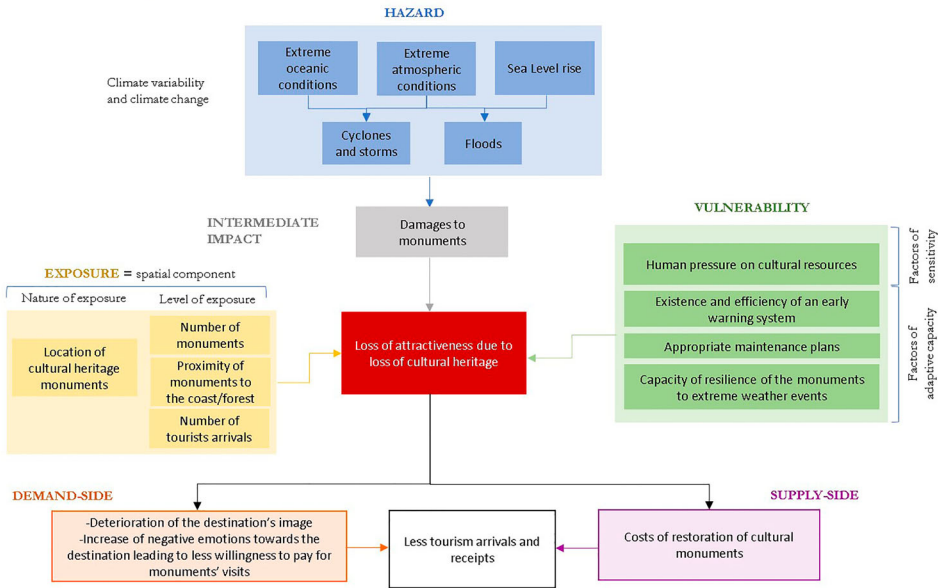 HAZARD
Climate variability
and climate change
Extreme
oceanic
conditions
Extreme
atmospheric
conditions
Sea Level rise
Cyclones
and storms
Floods
INTERMEDIATE
IMPACT
Damages to
monuments
VULNERABILITY
Human pressure on cultural resources
Existence and efficiency of an early
warning system
Appropriate maintenance plans
Capacity of resilience of the monuments
to extreme weather events
Factors of
sensitivity
Factors of
adaptive capacity
EXPOSURE = spatial component
Nature of exposure
Level of exposure
Location of
cultural heritage
monuments
Number of
monuments
Proximity of
monuments to
the coast/forest
Number of
tourists arrivals
Loss of attractiveness due to
loss of cultural heritage
DEMAND-SIDE
-Deterioration of the destination's image
-Increase of negative emotions towards the
destination leading to less willingness to pay for
monuments' visits
Less tourism arrivals and
receipts
SUPPLY-SIDE
Costs of restoration of cultural
monuments